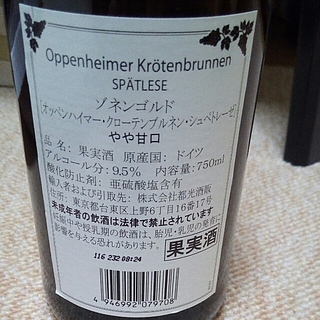 Oppenheimer Krötenbrunnen
SPÄTLESE
ゾネンゴルド
[オッペンハイマー・クローテンブルネン・シュペトレーゼ]
やや甘口
品名:果実酒 原産国:ドイツ
アルコール分:9.5% 内容量:750ml
酸化防止剤:亜硫酸塩含有
輸入者および引取先:株式会社都光酒販
住所:東京都台東区上野6丁目16番17号
未成年者の飲酒は法律で禁止されています
妊娠中や授乳期の飲酒は、胎児・乳児の発育に
影響を与える恐れがあります。
果実酒
116 232 08:24
4 946992 079708